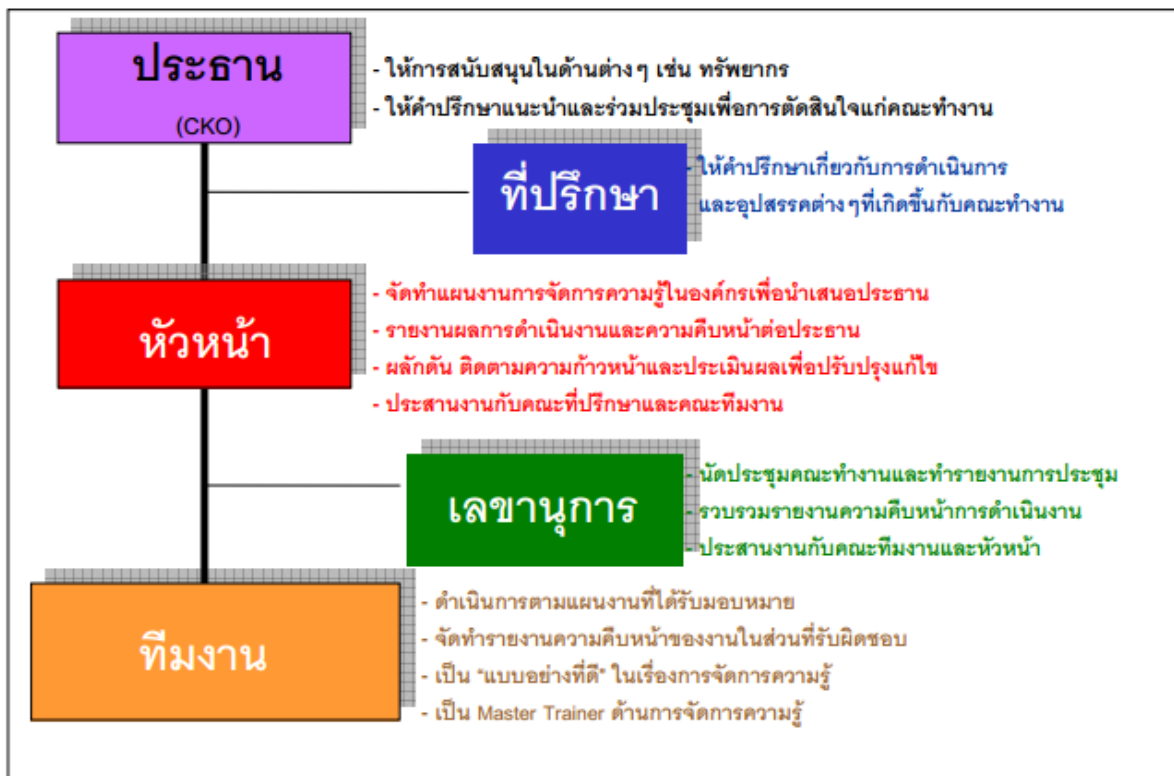 ประธาน
(CKO)
- ให้การสนับสนุนในด้านต่างๆ เช่น ทรัพยากร
- ให้คำปรึกษาแนะนำและร่วมประชุมเพื่อการตัดสินใจแก่คณะทำงาน
ที่ปรึกษา
- ให้คำปรึกษาเกี่ยวกับการดำเนินการ
และอุปสรรคต่างๆที่เกิดขึ้นกับคณะทำงาน
หัวหน้า
- จัดทำแผนงานการจัดการความรู้ในองค์กรเพื่อนำเสนอประธาน
- รายงานผลการดำเนินงานและความคืบหน้าต่อประธาน
- ผลักดัน ติดตามความก้าวหน้าและประเมินผลเพื่อปรับปรุงแก้ไข
- ประสานงานกับคณะที่ปรึกษาและคณะทีมงาน
เลขานุการ
- นัดประชุมคณะทำงานและทำรายงานการประชุม
- รวบรวมรายงานความคืบหน้าการดำเนินงาน
- ประสานงานกับคณะทีมงานและหัวหน้า
ทีมงาน
- ดำเนินการตามแผนงานที่ได้รับมอบหมาย
- จัดทำรายงานความคืบหน้าของงานในส่วนที่รับผิดชอบ
- เป็น “แบบอย่างที่ดี” ในเรื่องการจัดการความรู้
- เป็น Master Trainer ด้านการจัดการความรู้